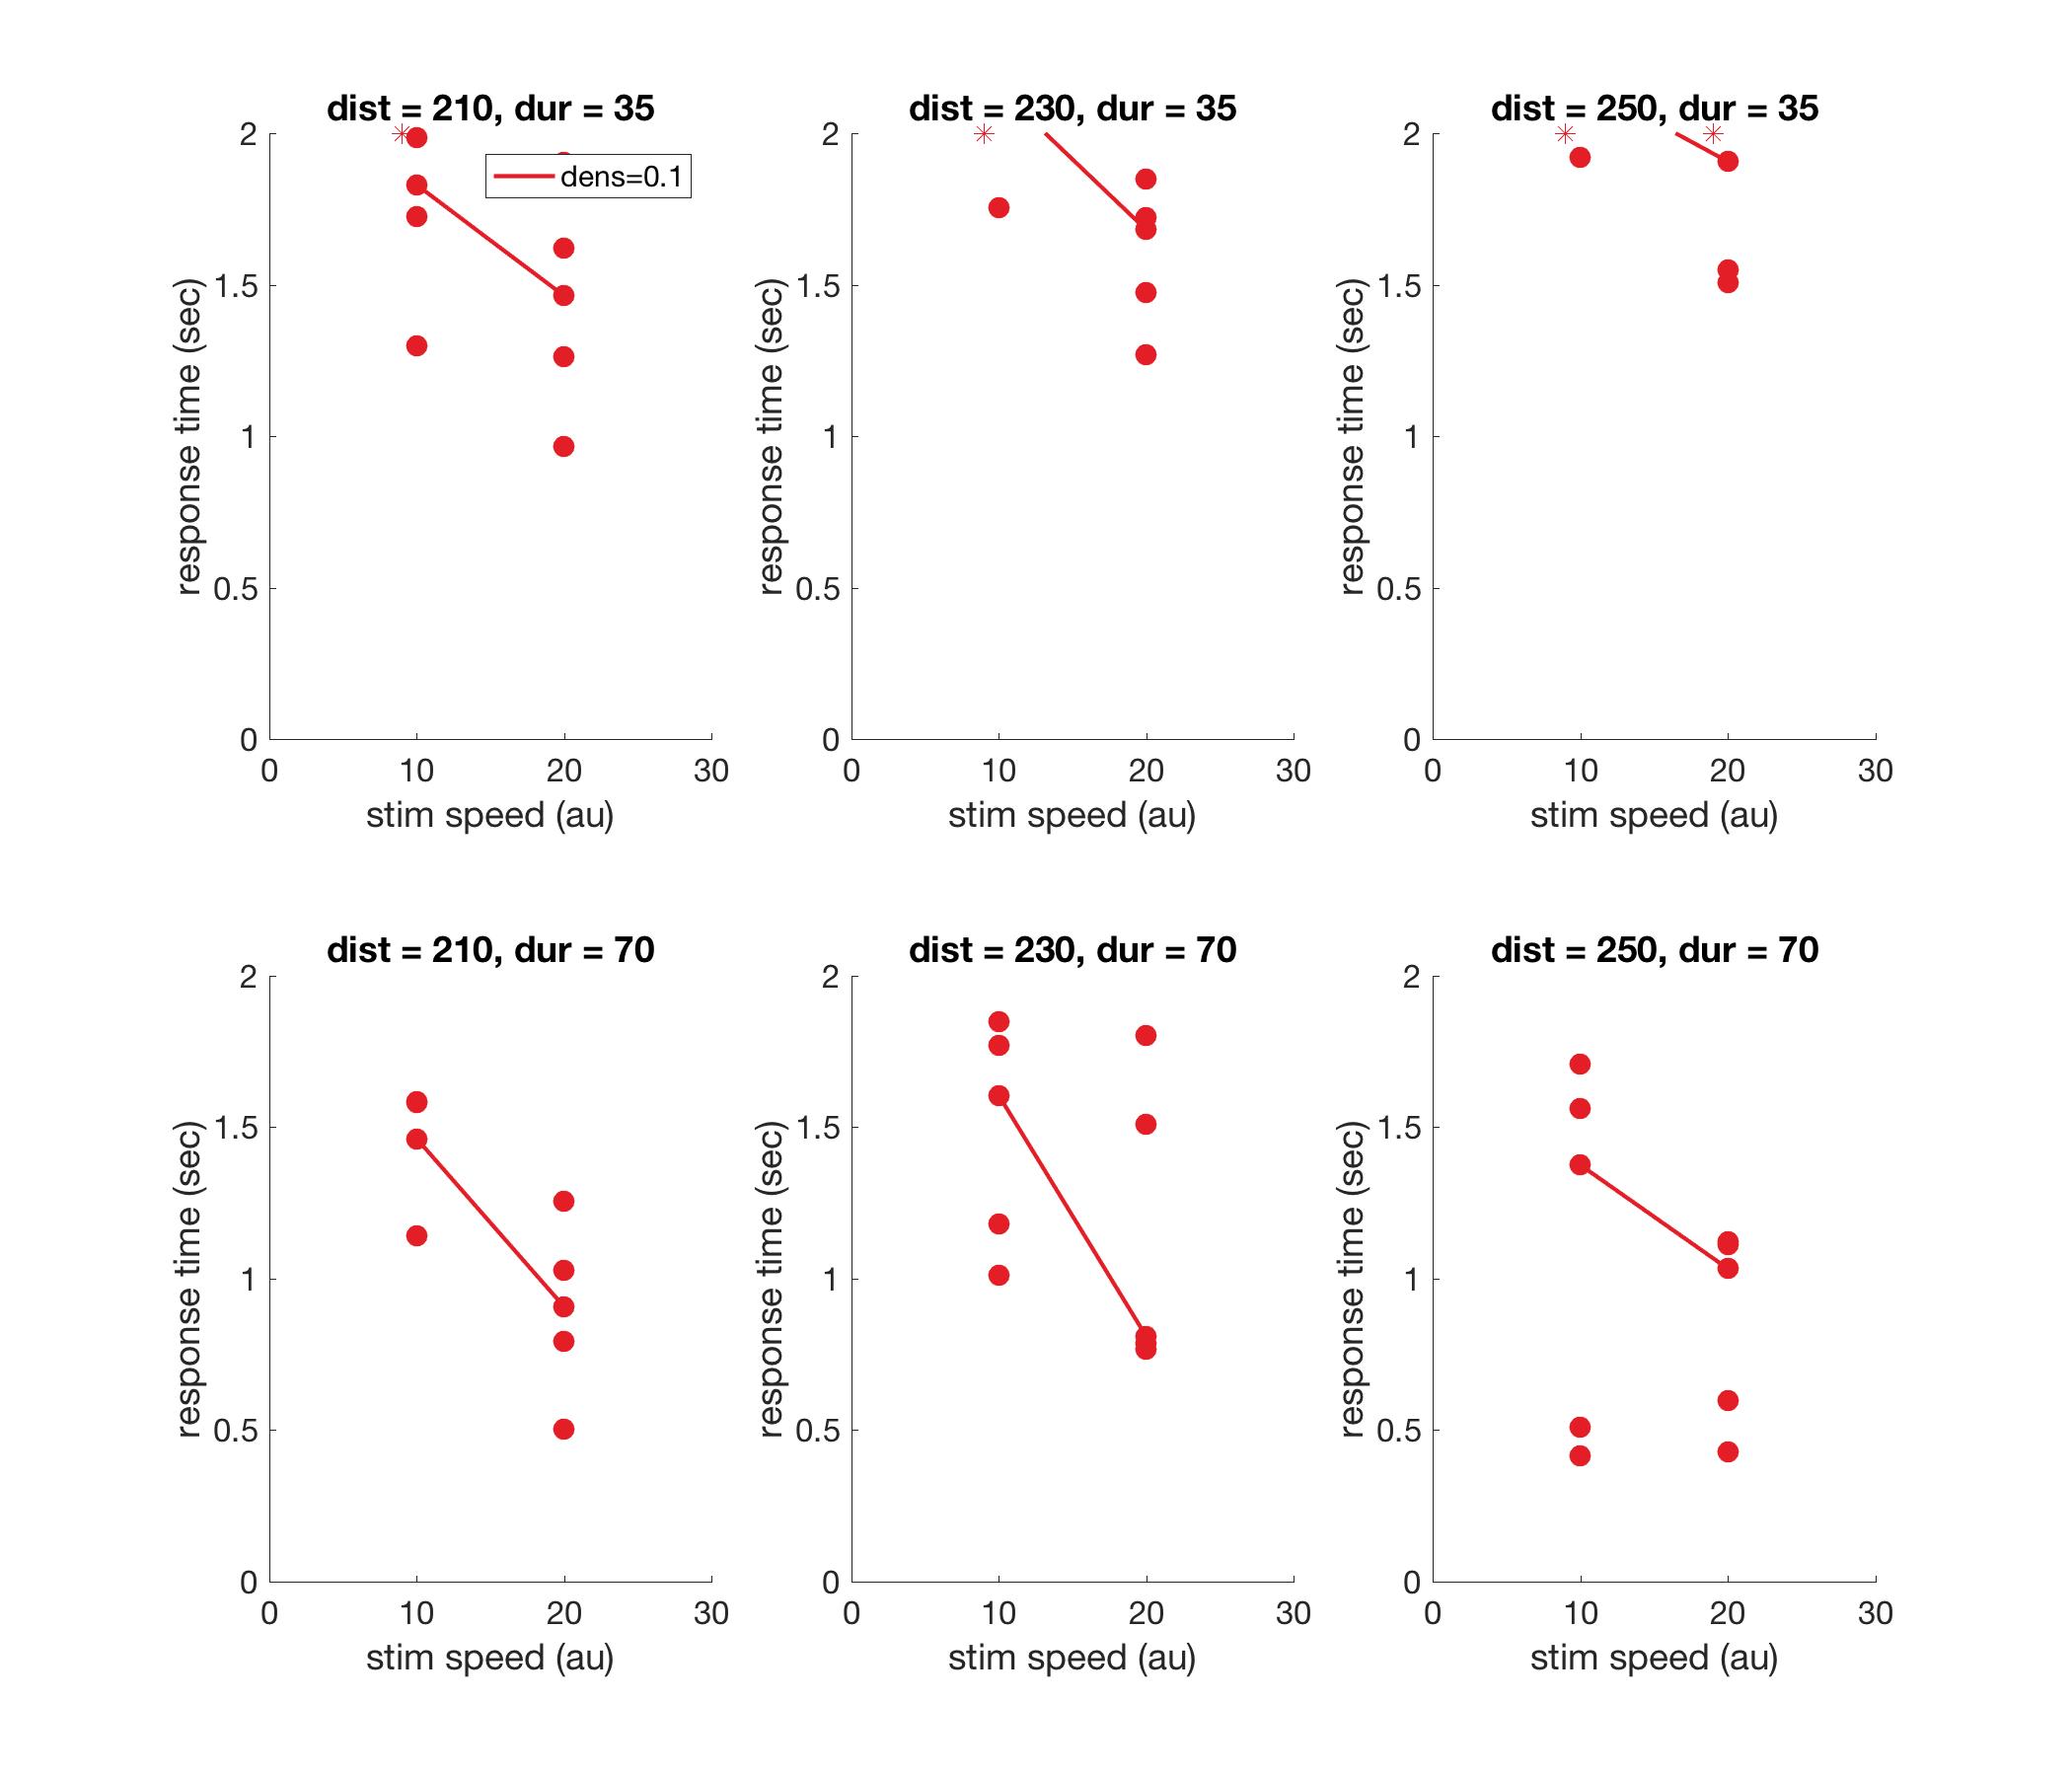 dist = 210, dur = 35
dens=0.1
2
1.5
1
0.5
0
0
10
20
30
response time (sec)
stim speed (au)
dist = 230, dur = 35
2
1.5
1
0.5
0
0
10
20
30
response time (sec)
stim speed (au)
dist = 250, dur = 35
2
1.5
1
0.5
0
0
10
20
30
response time (sec)
stim speed (au)
dist = 210, dur = 70
2
1.5
1
0.5
0
0
10
20
30
response time (sec)
stim speed (au)
dist = 230, dur = 70
2
1.5
1
0.5
0
0
10
20
30
response time (sec)
stim speed (au)
dist = 250, dur = 70
2
1.5
1
0.5
0
0
10
20
30
response time (sec)
stim speed (au)